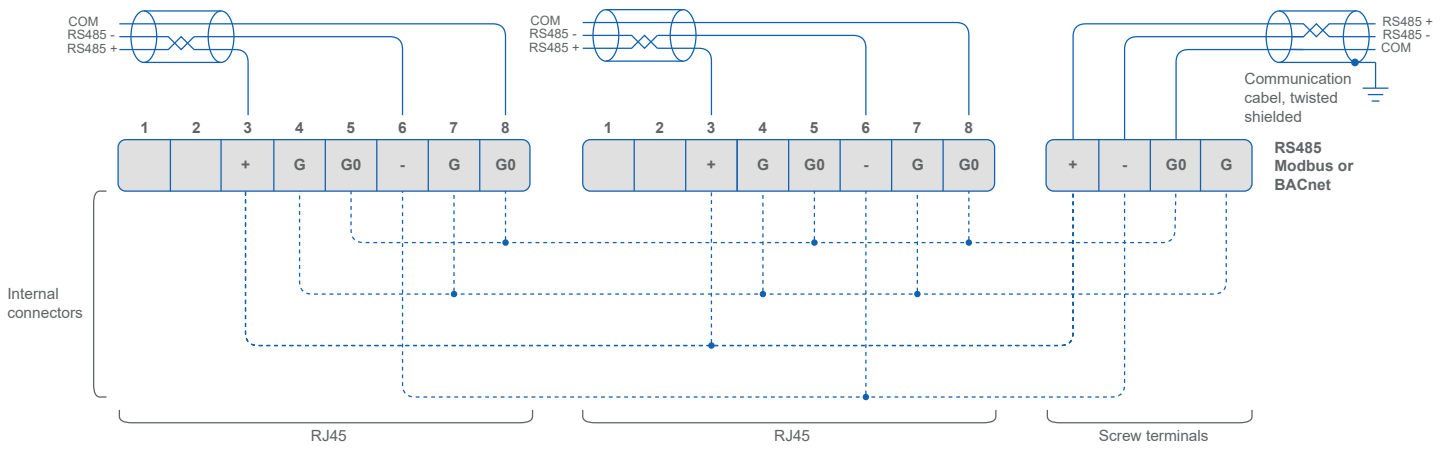 COM
RS485 -
RS485 +
COM
RS485 -
RS485 +
RS485 +
RS485 -
COM
Communication
cabel, twisted
shielded
1 2 3 4 5 6 7 8
1 2 3 4 5 6 7 8
+ G G0 - G G0
+ G G0 - G G0
+ - G0 G
RS485
Modbus or
BACnet
Internal
connectors
RJ45
RJ45
Screw terminals